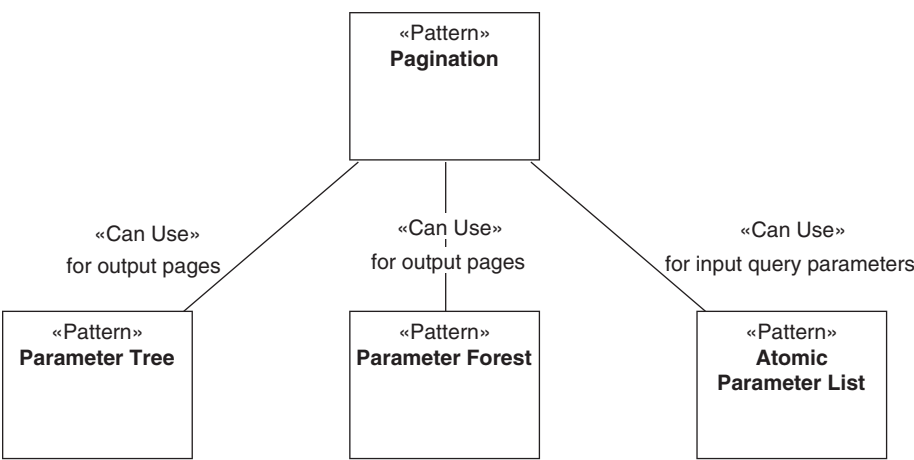 «Pattern»
Pagination
«Can Use»
for output pages
«Can Use»
for output pages
«Can Use»
for input query parameters
«Pattern»
Parameter Tree
«Pattern»
Parameter Forest
«Pattern»
Atomic
Parameter List